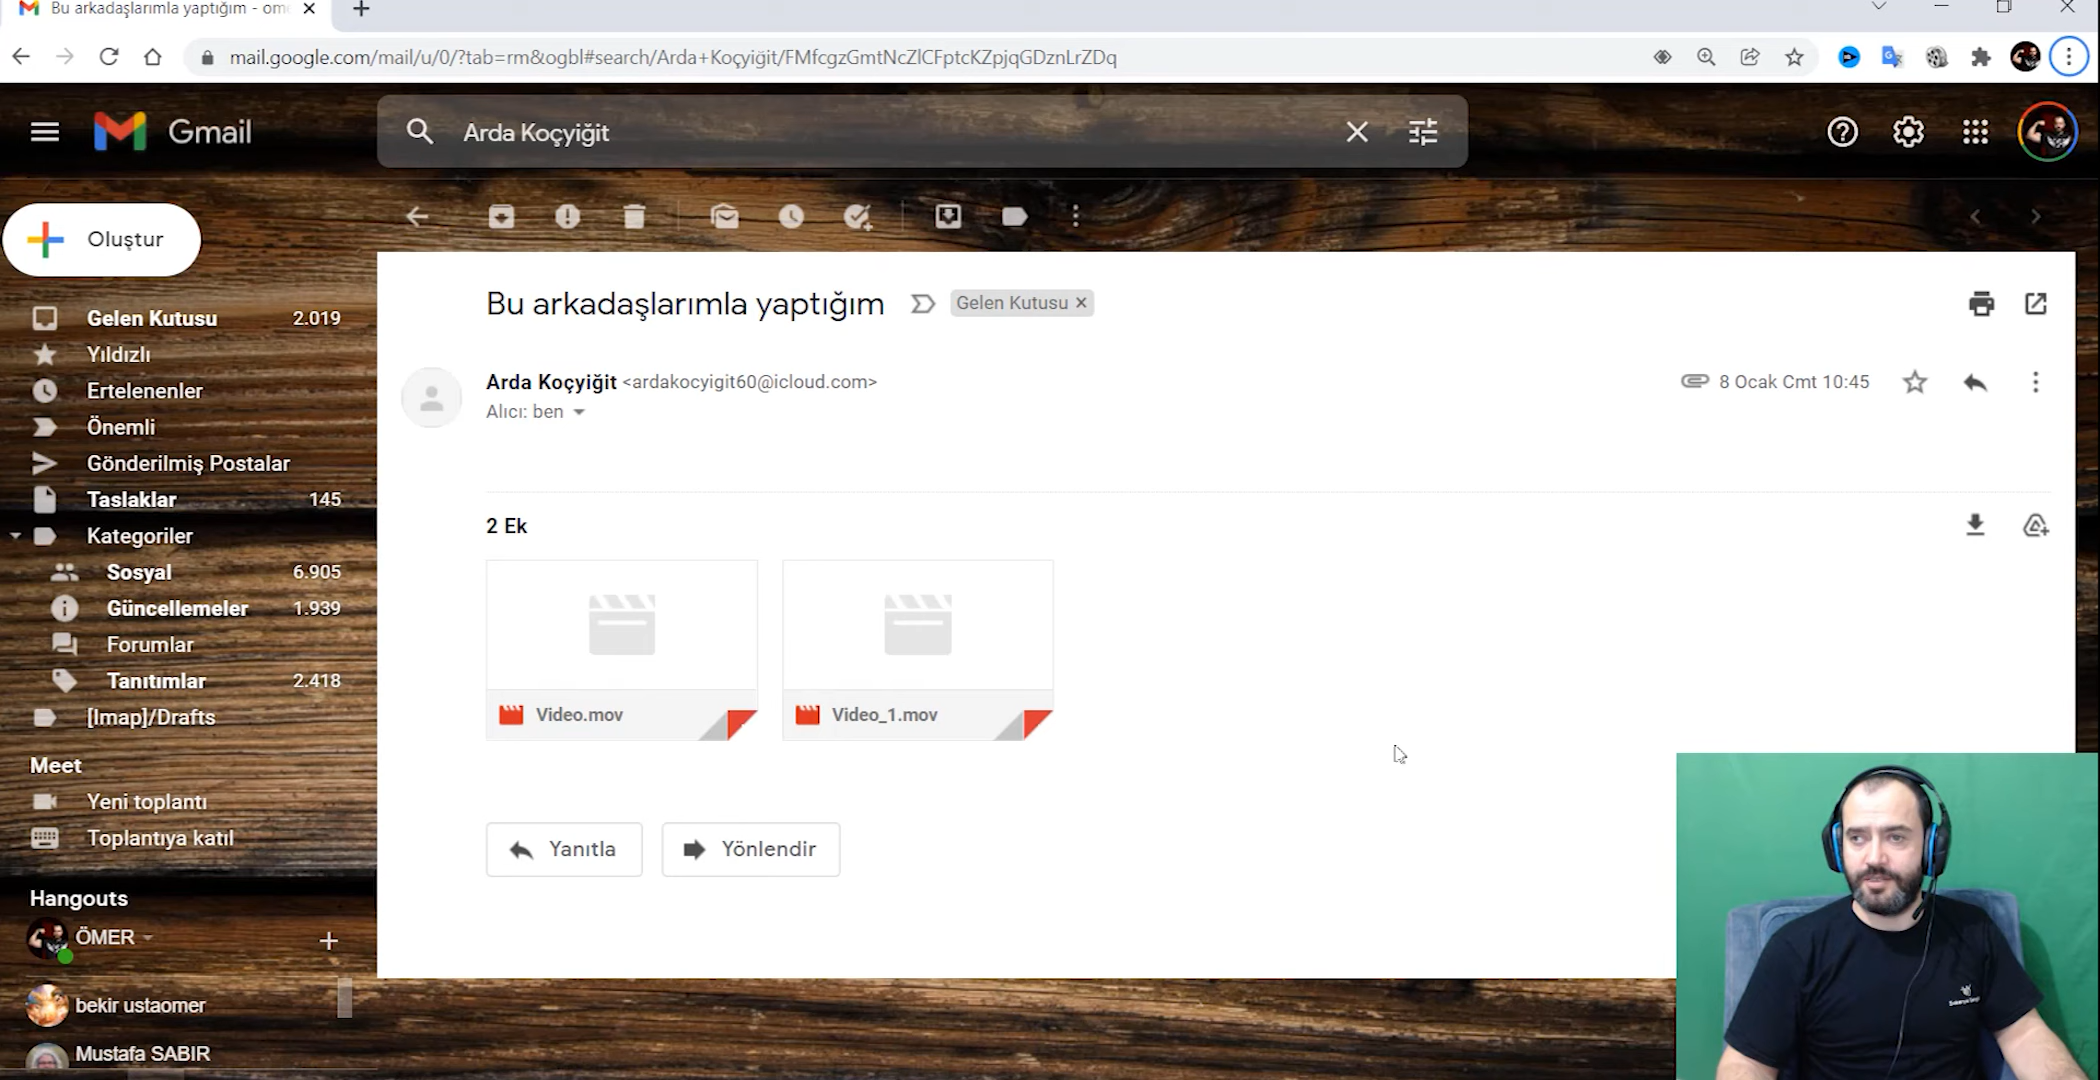 Bu arkadaşlarımla yaptığım - ome
mail.google.com/mail/u/0/?tab=rm&ogbl#search/Arda+Koçyiğit/FMfcgzGmtNcZlCFptcKZpjqGDznLrZDq
Gmail
Arda Koçyiğit
Oluştur
Gelen Kutusu 2.019
Yıldızlı
Ertelenenler
Önemli
Gönderilmiş Postalar
Taslaklar 145
Kategoriler
Sosyal 6.905
Güncellemeler 1.939
Forumlar
Tanıtımlar 2.418
[Imap]/Drafts
Meet
Yeni toplantı
Toplantıya katıl
Hangouts
ÖMER
bekir ustaomer
Mustafa SABIR
Bu arkadaşlarımla yaptığım Gelen Kutusu
Arda Koçyiğit <ardakocyigit60@icloud.com> 8 Ocak Cmt 10:45
Alıcı: ben
2 Ek
Video.mov
Video_1.mov
Yanıtla
Yönlendir